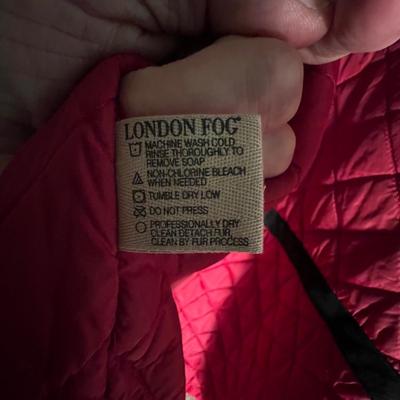 LONDON FOG®
MACHINE WASH COLD
RINSE THOROUGHLY TO
REMOVE SOAP
NON-CHLORINE BLEACH
WHEN NEEDED
TUMBLE DRY LOW
DO NOT PRESS
PROFESSIONALLY DRY
CLEAN DETACH FUR,
CLEAN BY FUR PROCESS